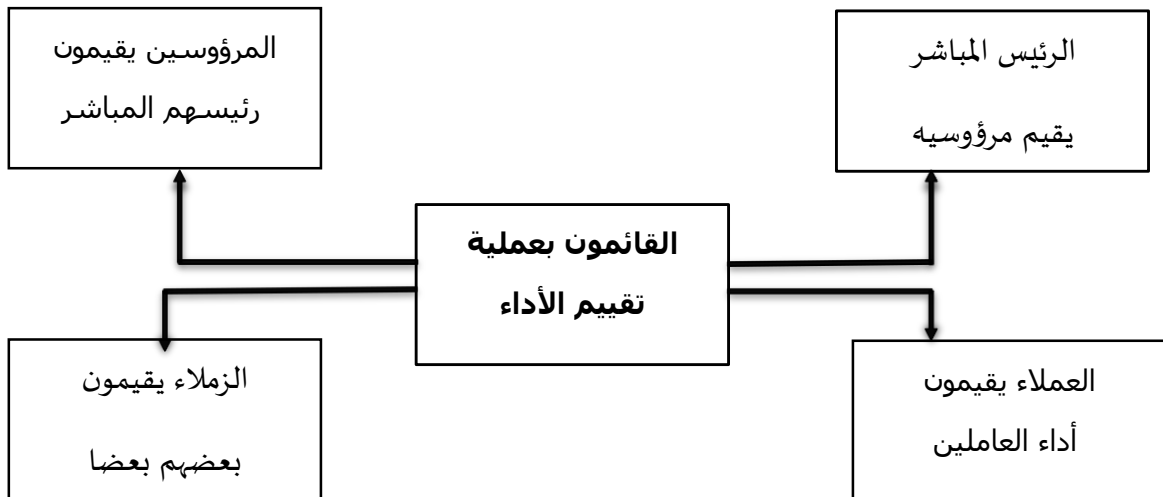 الرئيس المباشر
يقيم مرؤوسيه
المرؤوسين يقيمون
رئيسهم المباشر
القائمون بعملية
تقييم الأداء
العملاء يقيمون
أداء العاملين
الزملاء يقيمون
بعضهم بعضا